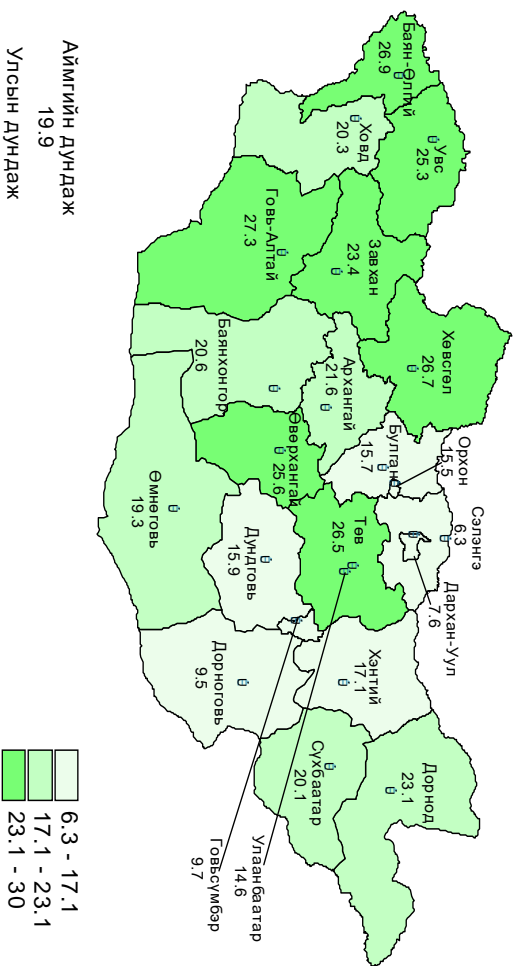 Баян-Өлгий
26.9
Увс
25.3
Ховд
20.3
Говь-Алтай
27.3
Завхан
23.4
Хөвсгөл
26.7
Баянхонгор
20.6
Архангай
21.6
Өвөрхангай
25.6
Булган
15.7
Орхон
15.5
Сэлэнгэ
6.3
Дархан-Уул
7.6
Төв
26.5
Өмнөговь
19.3
Дундговь
15.9
Дорноговь
9.5
Хэнтий
17.1
Сүхбаатар
20.1
Дорнод
23.1
Улаанбаатар
14.6
Говьсүмбэр
9.7
Аймгийн дундаж
19.9
Улсын дундаж
6.3 - 17.1
17.1 - 23.1
23.1 - 30